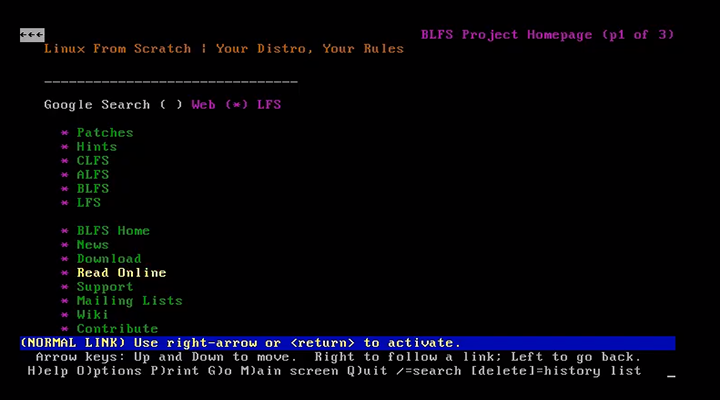 ←←← BLFS Project Homepage (p1 of 3)
Linux From Scratch | Your Distro, Your Rules
_______________________________
Google Search ( ) Web (*) LFS
* Patches
* Hints
* CLFS
* ALFS
* BLFS
* LFS
* BLFS Home
* News
* Download
* Read Online
* Support
* Mailing Lists
* Wiki
* Contribute
(NORMAL LINK) Use right-arrow or <return> to activate.
Arrow keys: Up and Down to move. Right to follow a link; Left to go back.
H)elp O)ptions P)rint G)o M)ain screen Q)uit /=search [delete]=history list